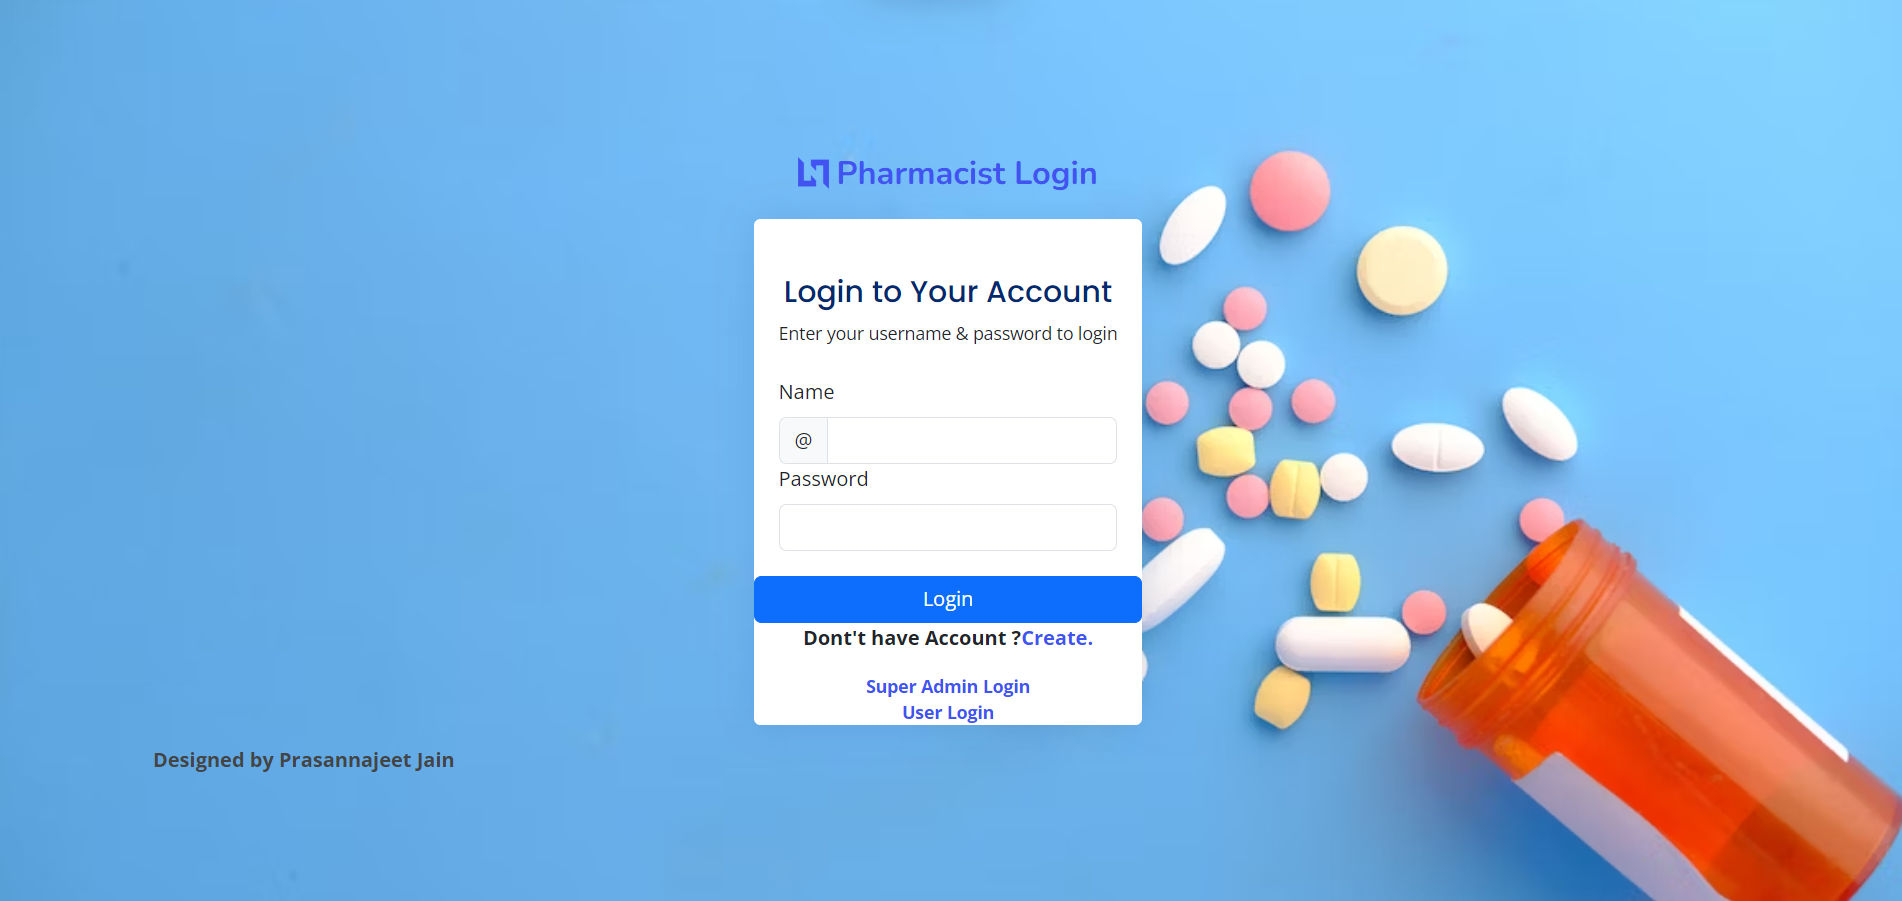 Pharmacist Login
Login to Your Account
Enter your username & password to login
Name
@
Password
Login
Dont't have Account ?Create.
Super Admin Login
User Login
Designed by Prasannajeet Jain